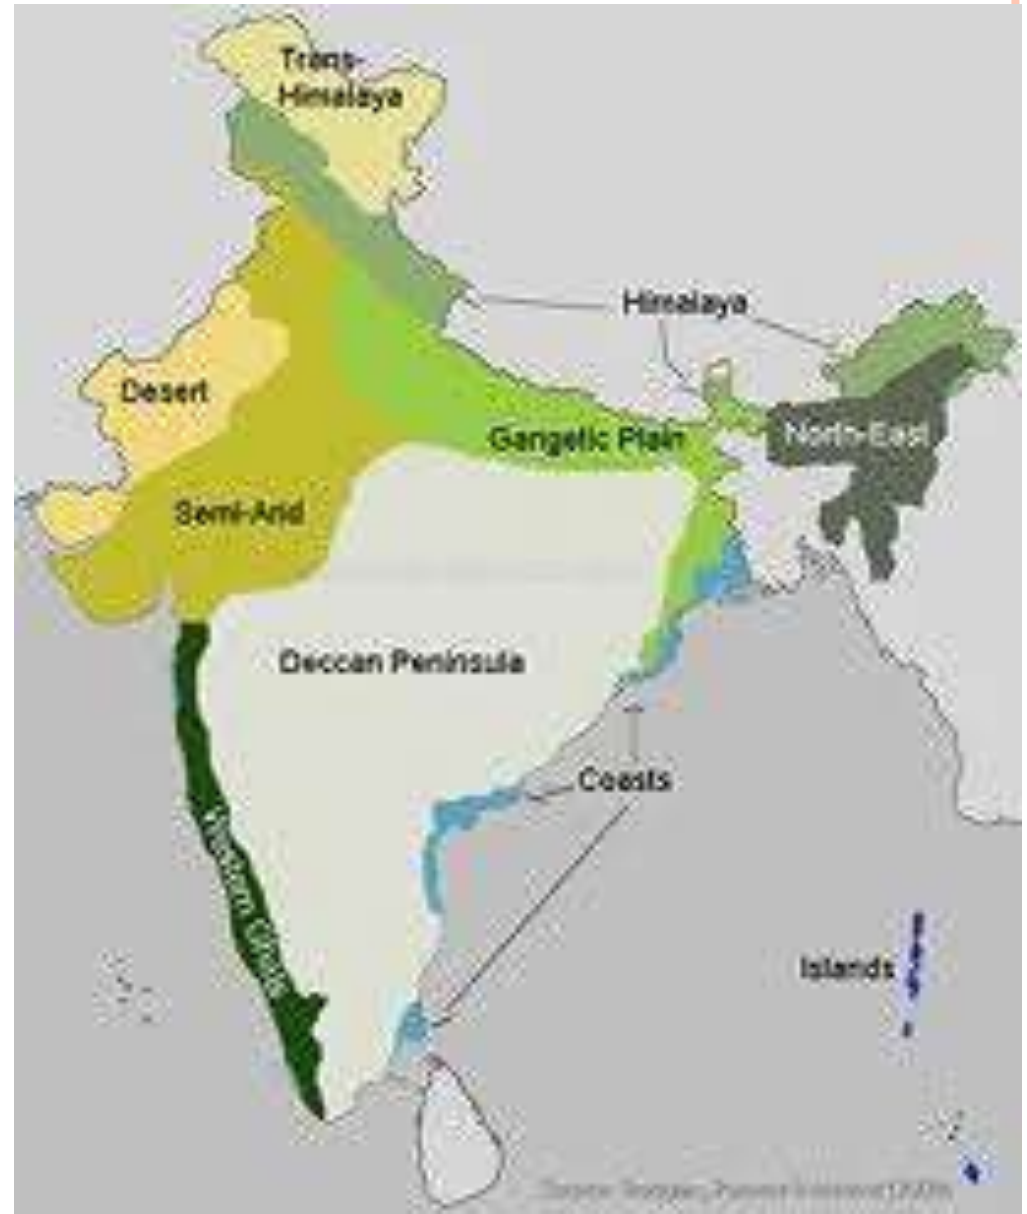 Trans-
Himalaya
Himalaya
Desert
Gangetic Plain
North-East
Semi-Arid
Deccan Peninsula
Coasts
Western Ghats
Islands